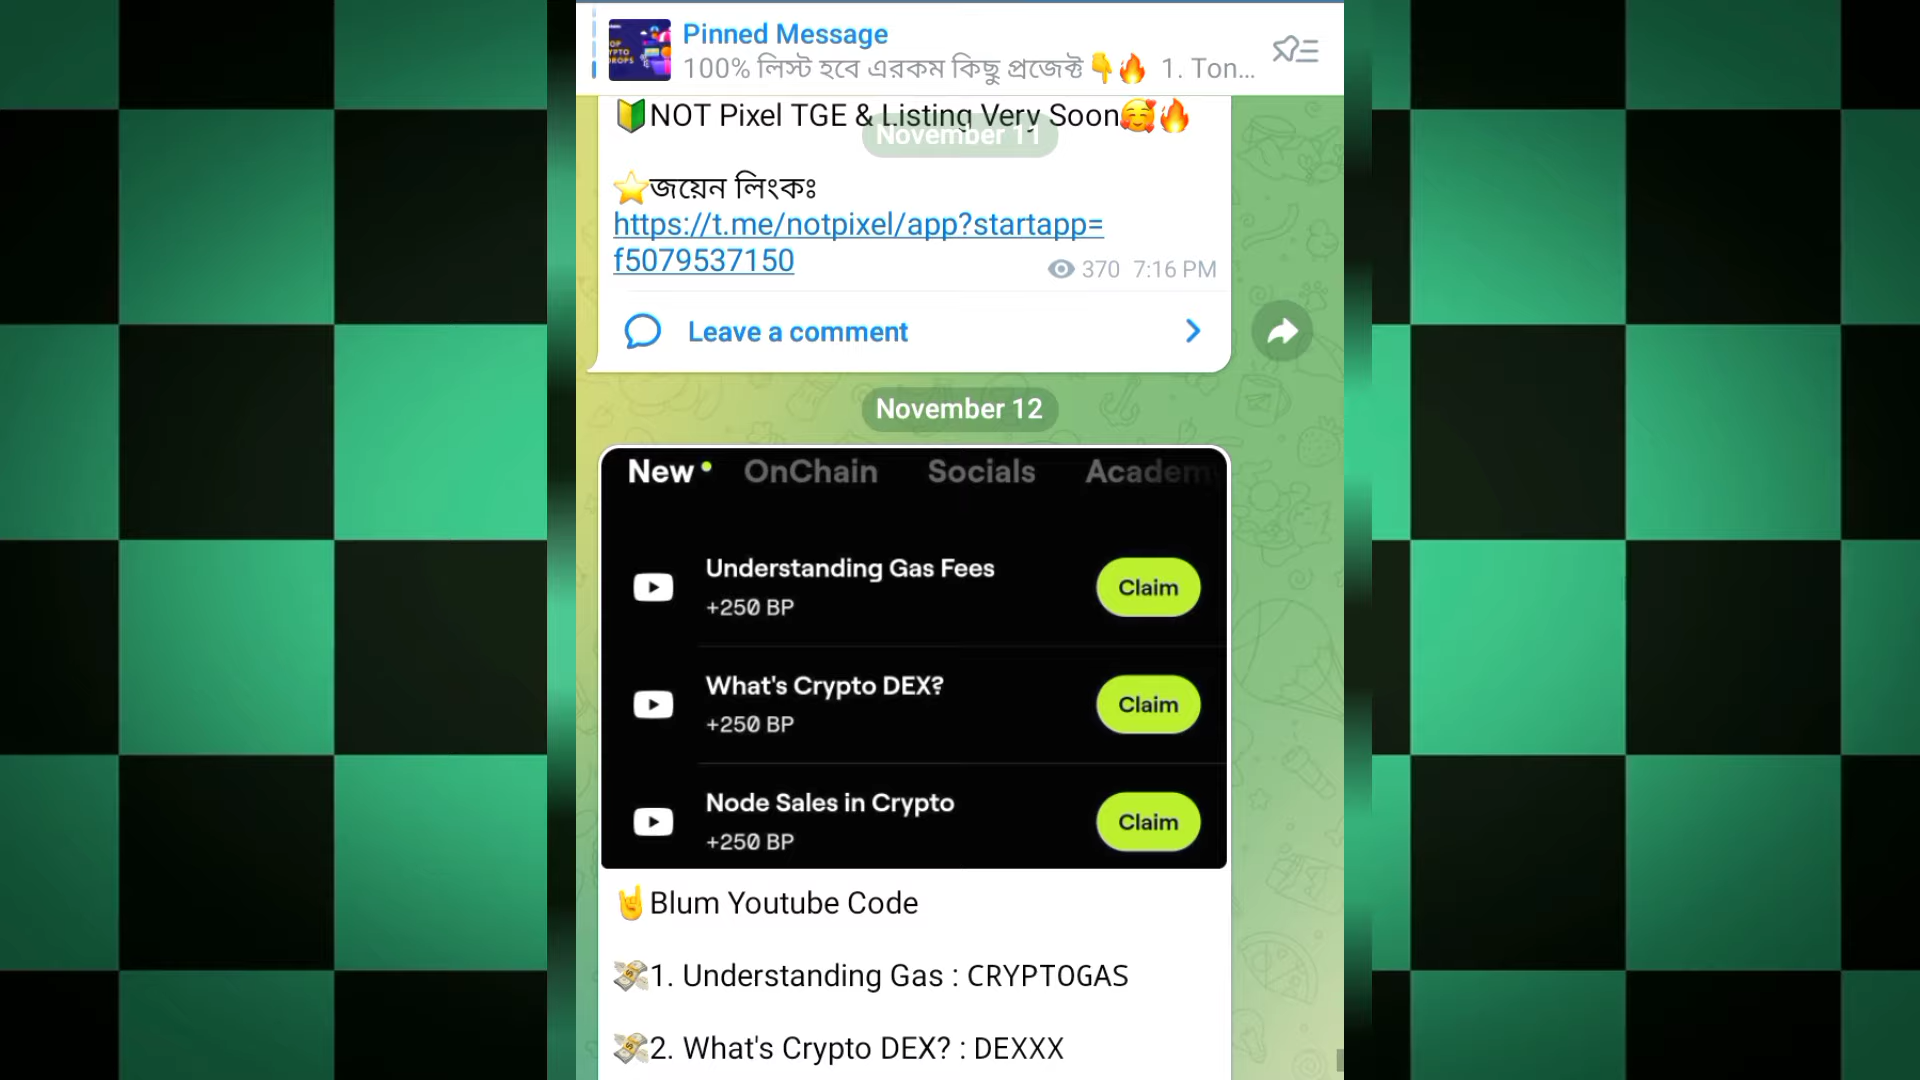 Pinned Message
100% লিস্ট হবে এরকম কিছু প্রজেক্ট👇🔥 1. Ton...
🔰NOT Pixel TGE & Listing Very Soon🥰🔥
November 11
⭐জয়েন লিংকঃ
https://t.me/notpixel/app?startapp=
f5079537150
370 7:16 PM
Leave a comment
November 12
New OnChain Socials Academ
Understanding Gas Fees
+250 BP
Claim
What's Crypto DEX?
+250 BP
Claim
Node Sales in Crypto
+250 BP
Claim
🤘Blum Youtube Code
💸1. Understanding Gas : CRYPTOGAS
💸2. What's Crypto DEX? : DEXXX